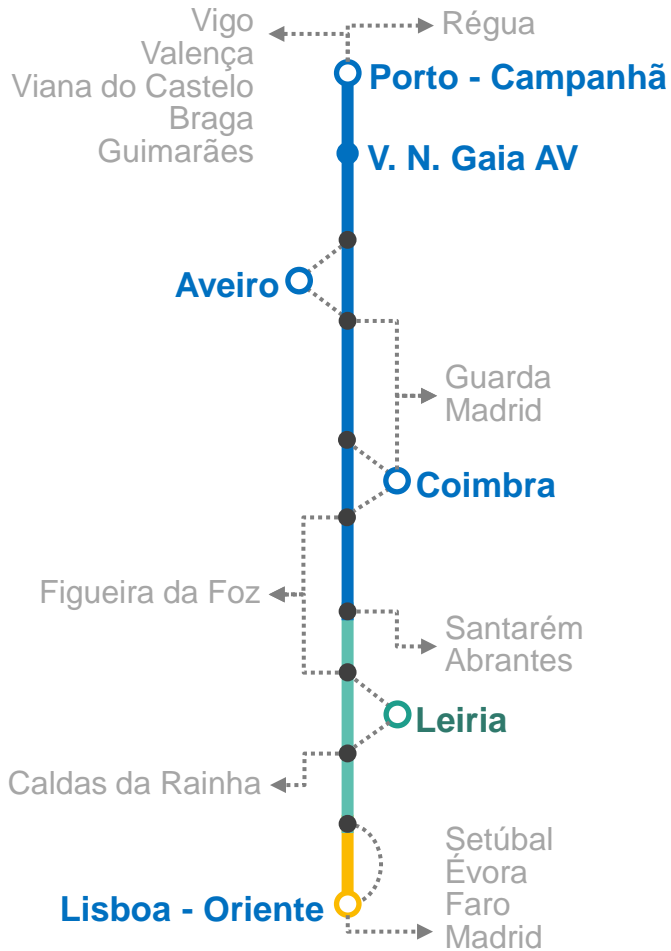 Vigo
Valença
Viana do Castelo
Braga
Guimarães
Régua
Porto - Campanhã
V. N. Gaia AV
Aveiro
Guarda
Madrid
Coimbra
Figueira da Foz
Santarém
Abrantes
Leiria
Caldas da Rainha
Setúbal
Évora
Faro
Madrid
Lisboa - Oriente